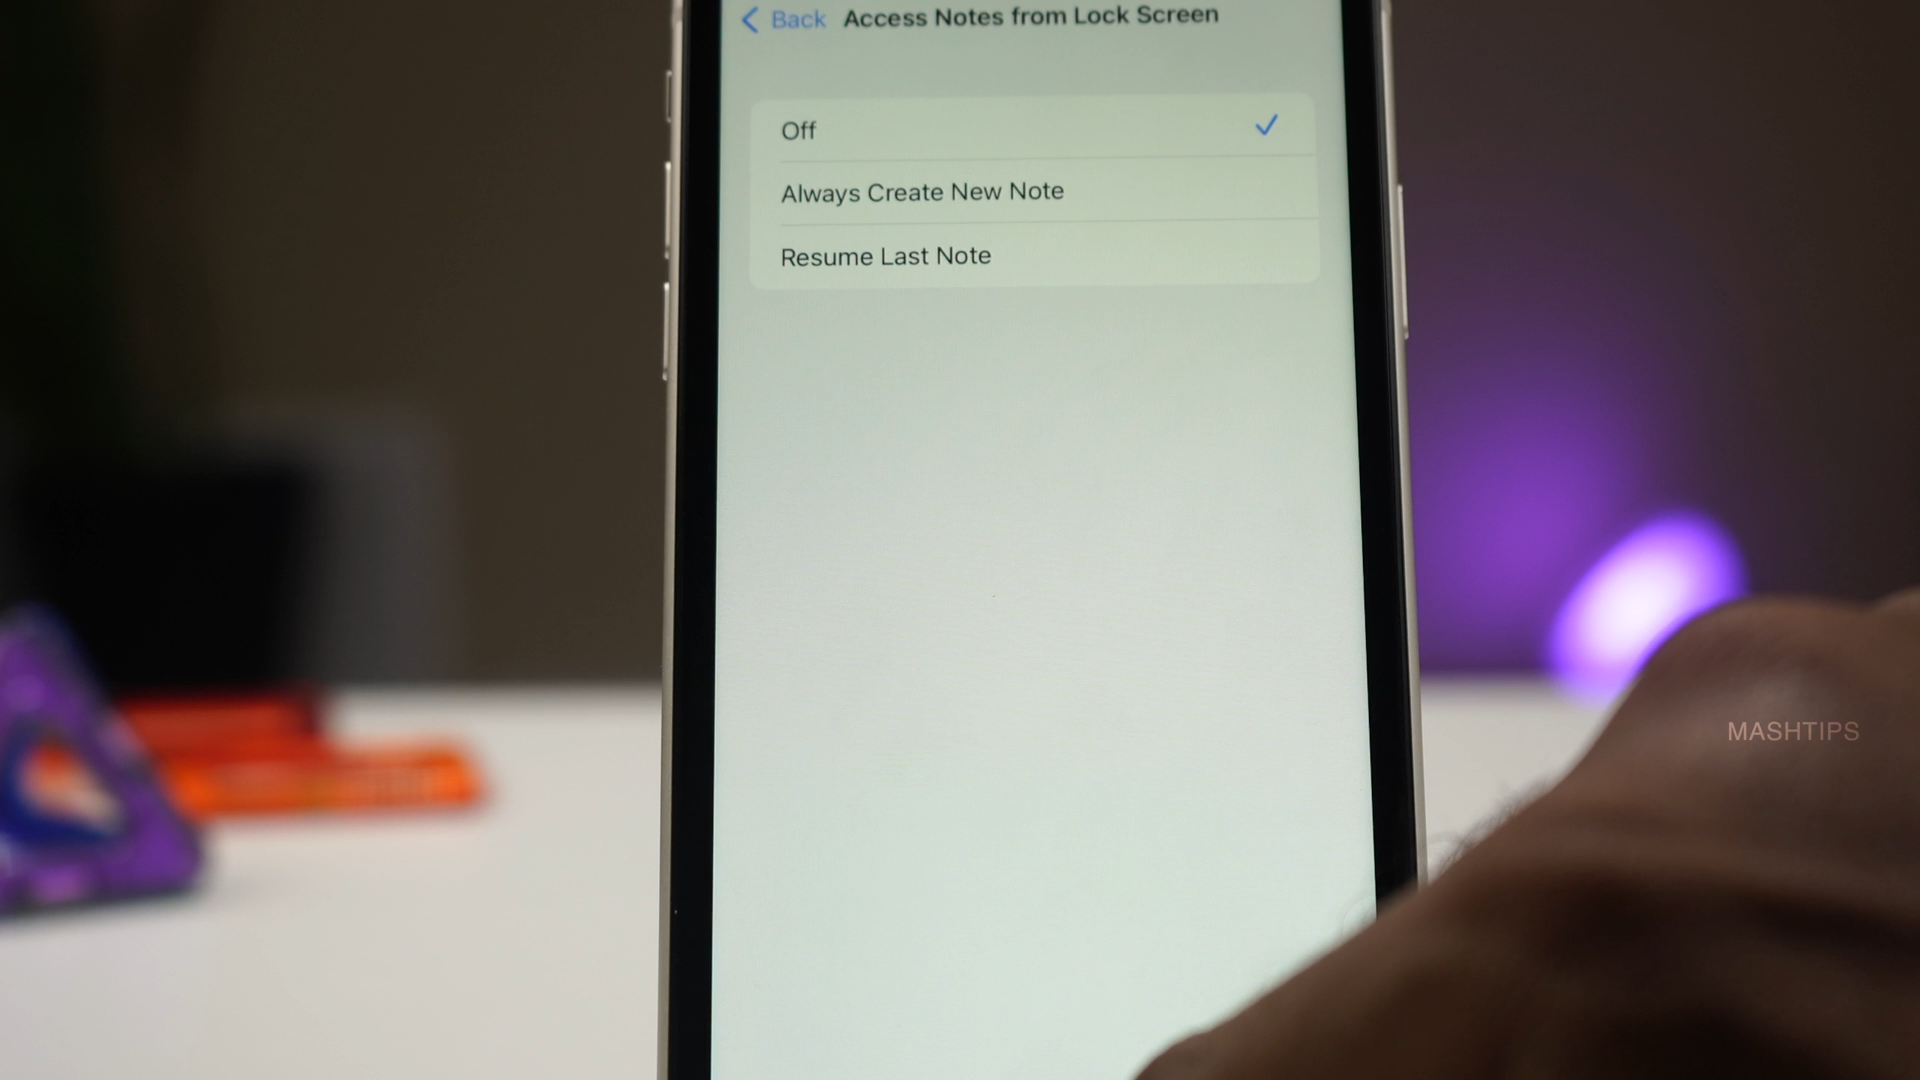 Back Access Notes from Lock Screen
Off
Always Create New Note
Resume Last Note
MASHTIPS